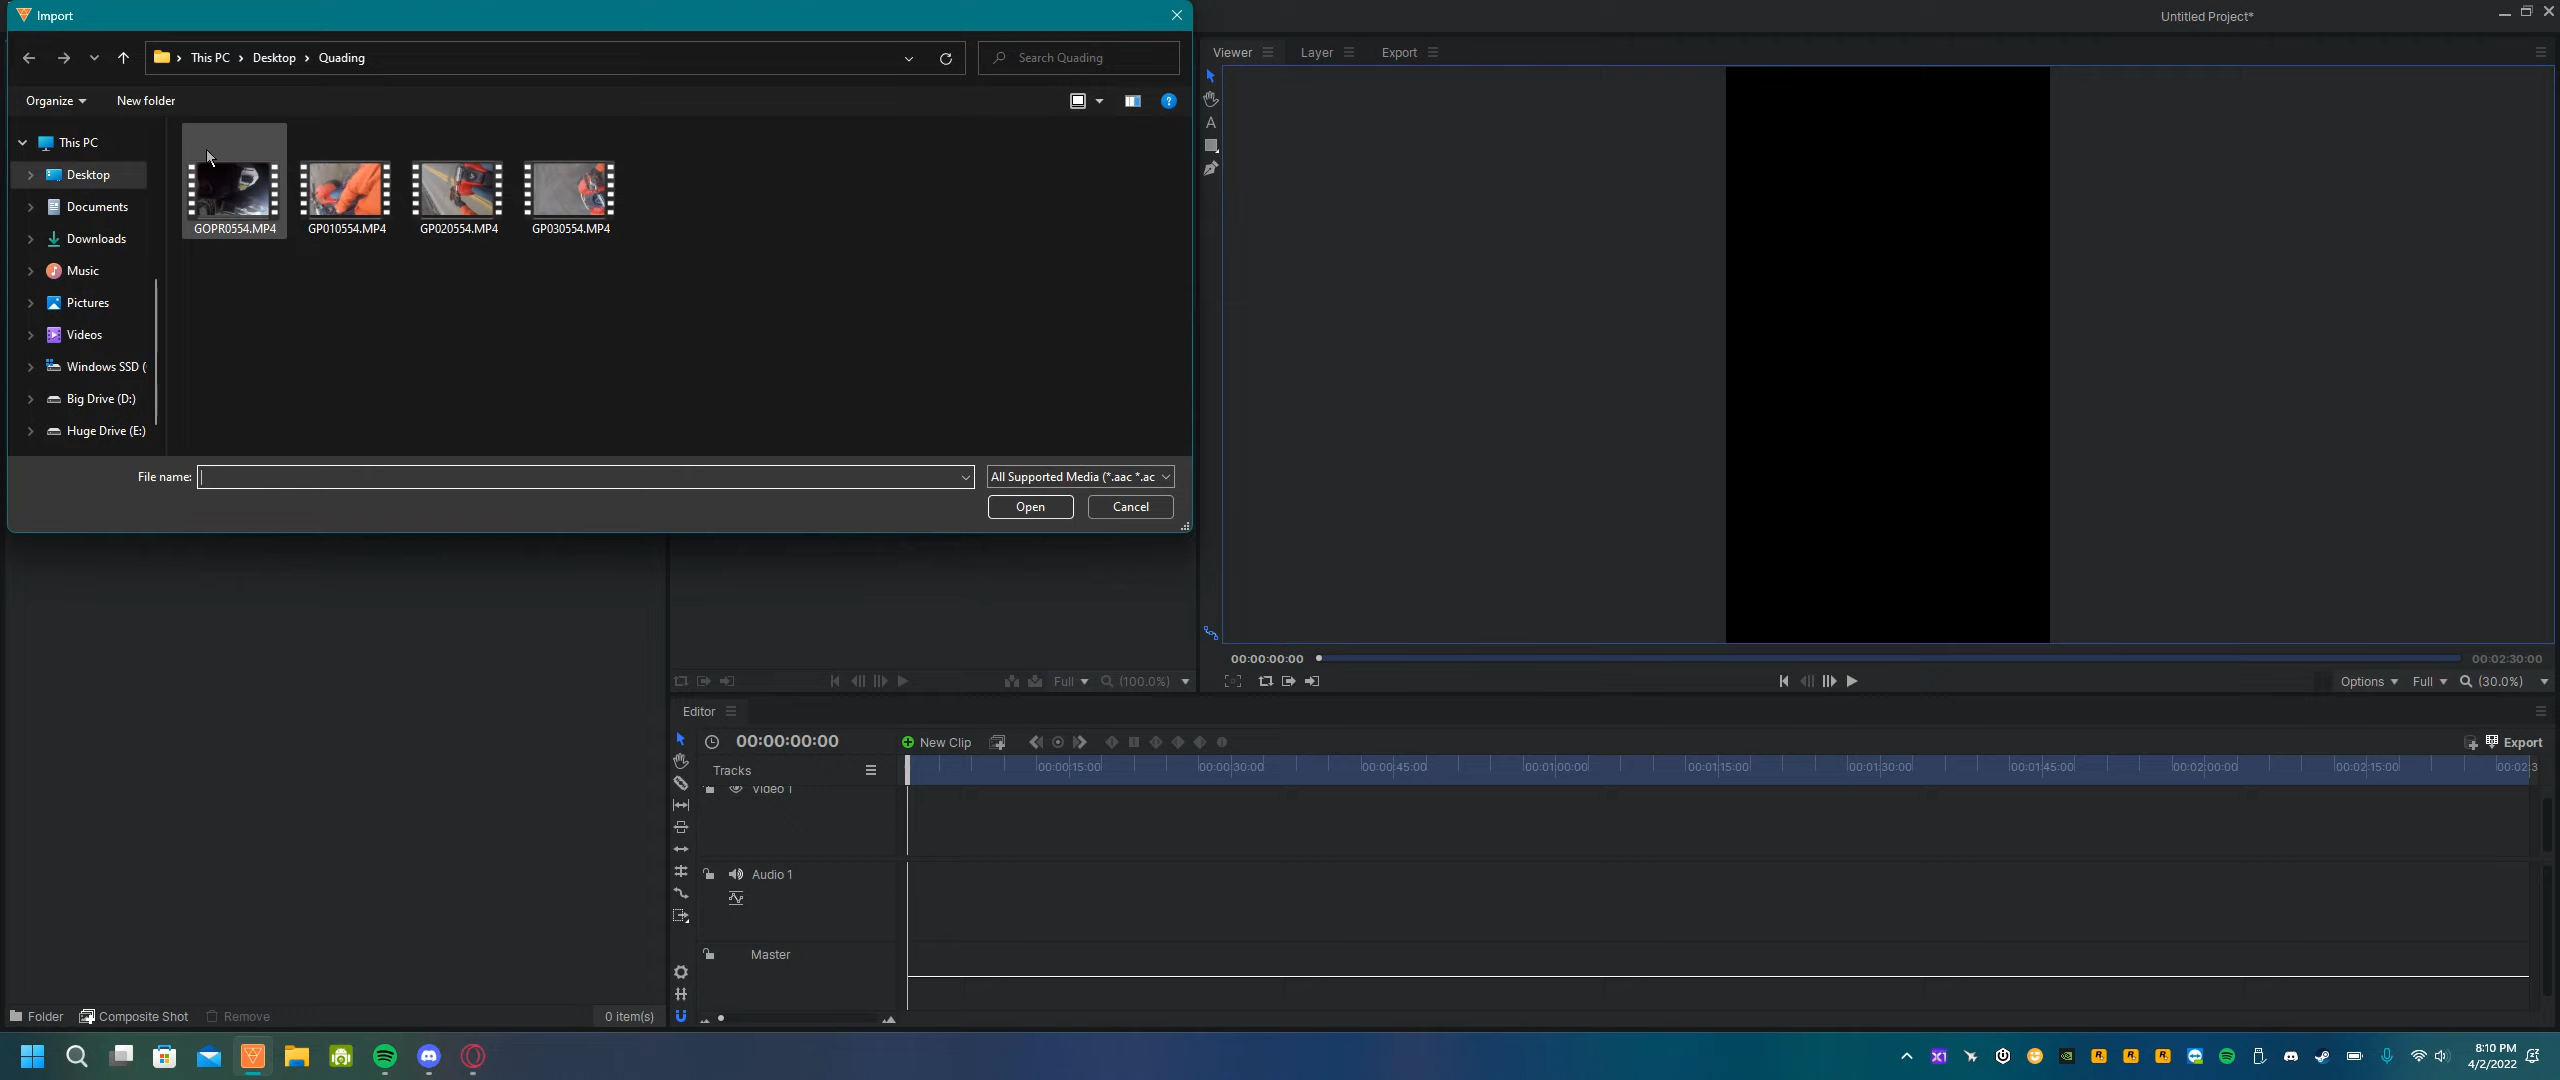 Import
Untitled Project*
This PC
Desktop
Quading
Search Quading
Viewer
Layer
Export
Organize
New folder
This PC
Desktop
Documents
Downloads
Music
Pictures
Videos
Windows SSD (
Big Drive (D:)
Huge Drive (E:)
GOPR0554.MP4
GP010554.MP4
GP020554.MP4
GP030554.MP4
File name:
All Supported Media (*.aac *.ac
Open
Cancel
00:00:00:00
00:02:30:00
Full
(100.0%)
Options
Full
(30.0%)
Editor
00:00:00:00
New Clip
Export
Tracks
00:00:15:00
00:00:30:00
00:00:45:00
00:01:00:00
00:01:15:00
00:01:30:00
00:01:45:00
00:02:00:00
00:02:15:00
00:02:3
Video 1
Audio 1
Master
Folder
Composite Shot
Remove
0 item(s)
X1
8:10 PM
4/2/2022